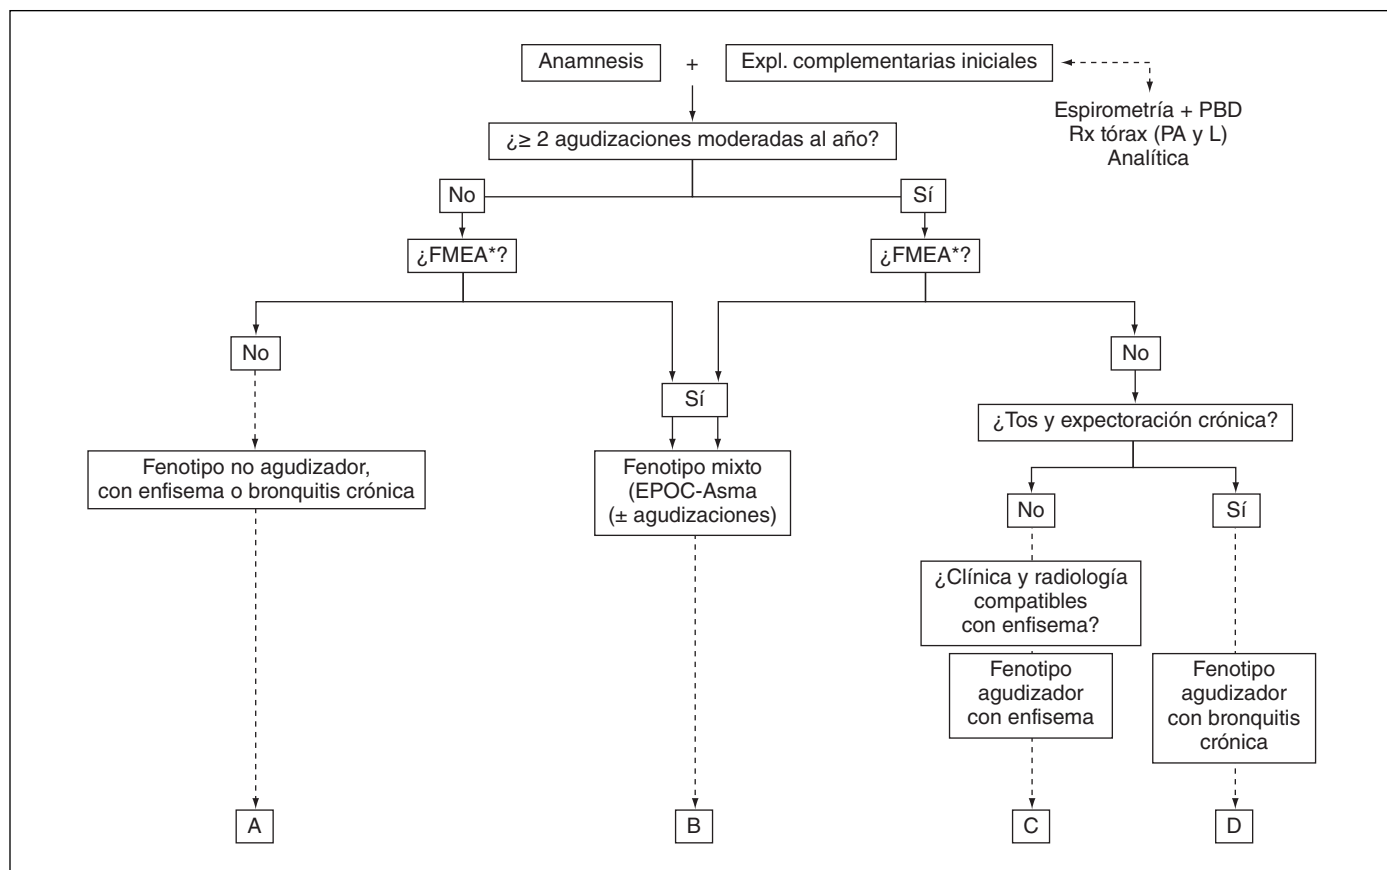 Anamnesis + Expl. complementarias iniciales
Espirometría + PBD
Rx tórax (PA y L)
Analítica
¿≥ 2 agudizaciones moderadas al año?
No
Sí
¿FMEA*?
¿FMEA*?
No
Sí
No
¿Tos y expectoración crónica?
Fenotipo no agudizador,
con enfisema o bronquitis crónica
Fenotipo mixto
(EPOC-Asma
(± agudizaciones)
No
Sí
¿Clínica y radiología
compatibles
con enfisema?
Fenotipo
agudizador
con enfisema
Fenotipo
agudizador
con bronquitis
crónica
A
B
C
D